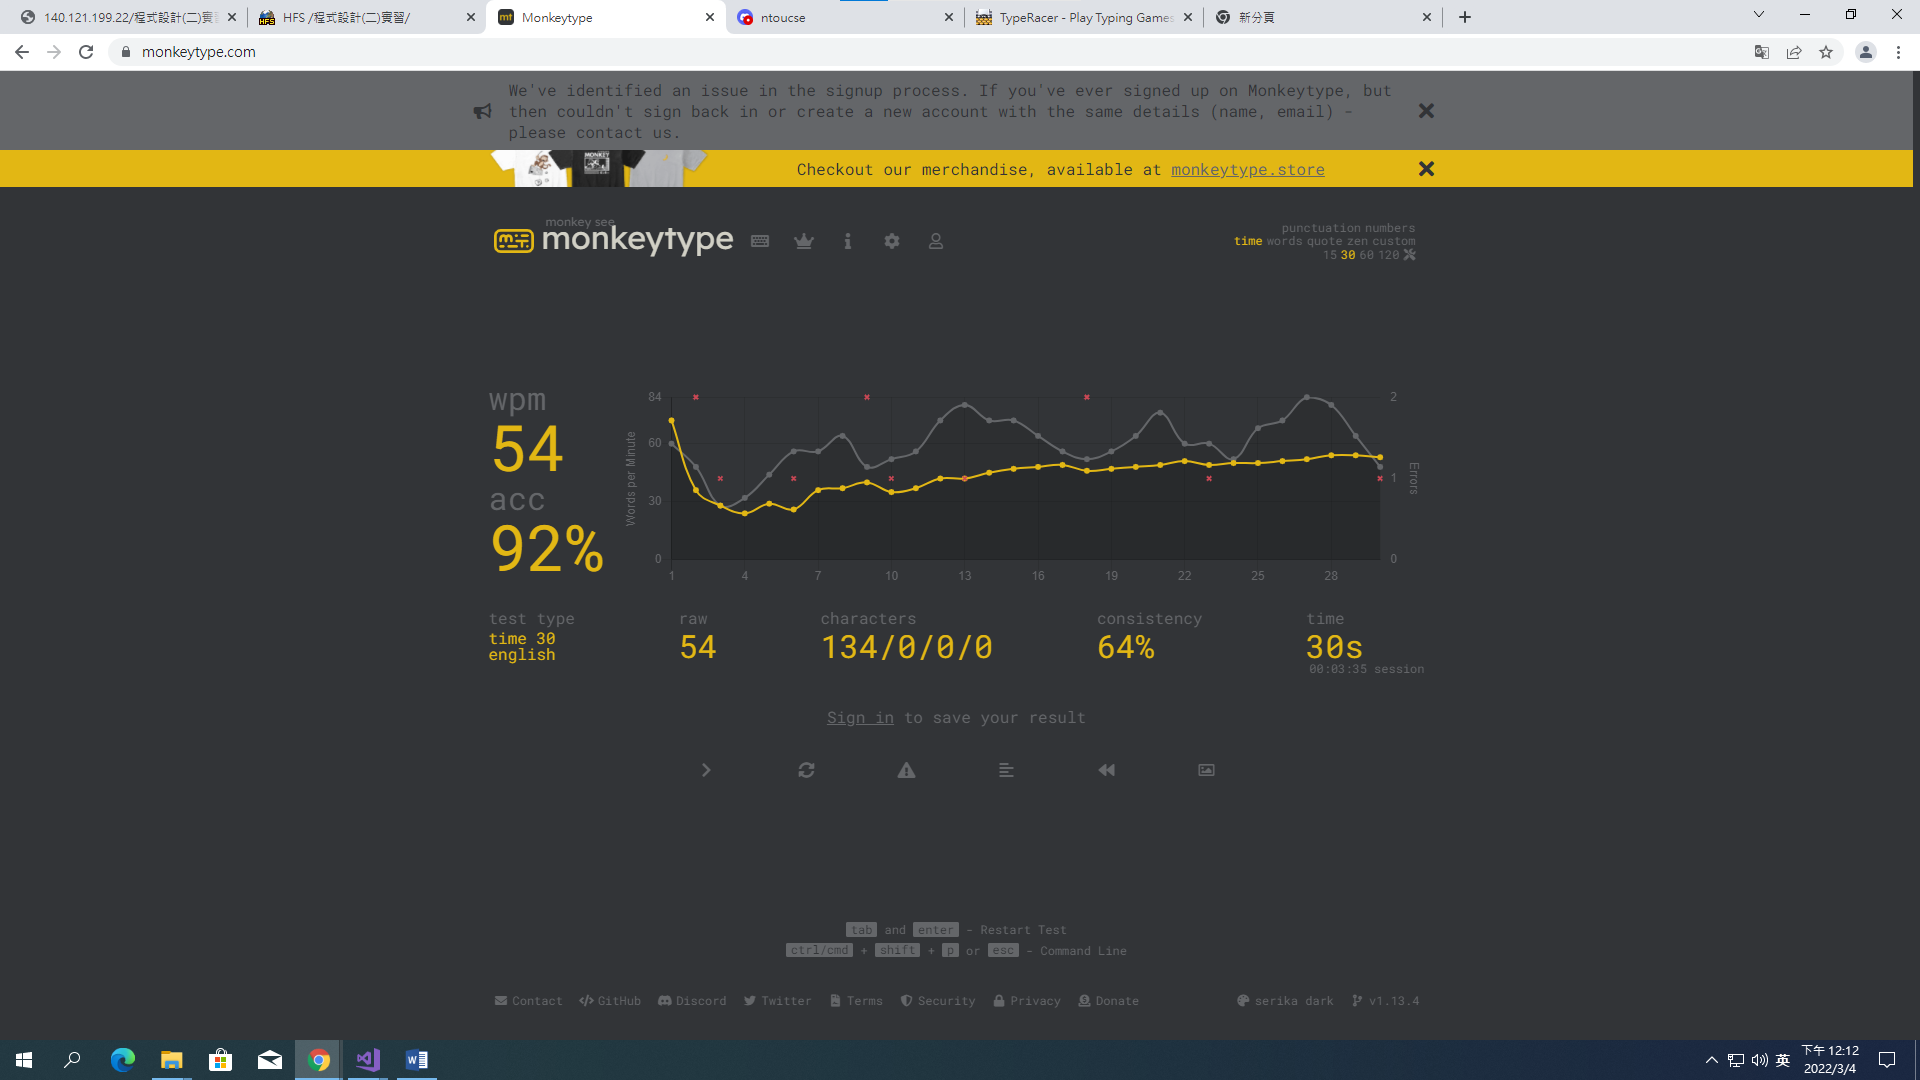 140.121.199.22/程式設計(二)實習
HFS /程式設計(二)實習/
Monkeytype
ntoucse
TypeRacer - Play Typing Games
新分頁
monkeytype.com
We've identified an issue in the signup process. If you've ever signed up on Monkeytype, but
then couldn't sign back in or create a new account with the same details (name, email) -
please contact us.
MONKEY
Checkout our merchandise, available at monkeytype.store
monkey see
monkeytype
punctuation numbers
time words quote zen custom
15 30 60 120
wpm
54
acc
92%
Words per Minute
84
60
30
0
1 4 7 10 13 16 19 22 25 28
2
1
0
Errors
test type
time 30
english
raw
54
characters
134/0/0/0
consistency
64%
time
30s
00:03:35 session
Sign in to save your result
tab and enter - Restart Test
ctrl/cmd + shift + p or esc - Command Line
Contact GitHub Discord Twitter Terms Security Privacy Donate
serika dark v1.13.4
英
下午 12:12
2022/3/4